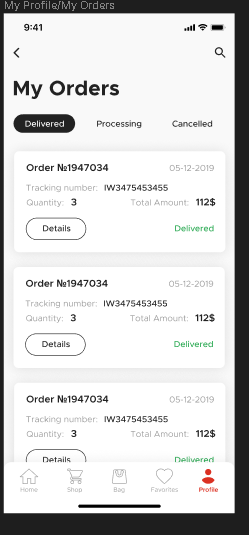 My Profile/My Orders
9:41
My Orders
Delivered Processing Cancelled
Order №1947034 05-12-2019
Tracking number: IW3475453455
Quantity: 3 Total Amount: 112$
Details Delivered
Order №1947034 05-12-2019
Tracking number: IW3475453455
Quantity: 3 Total Amount: 112$
Details Delivered
Order №1947034 05-12-2019
Tracking number: IW3475453455
Quantity: 3 Total Amount: 112$
Details Delivered
Home Shop Bag Favorites Profile